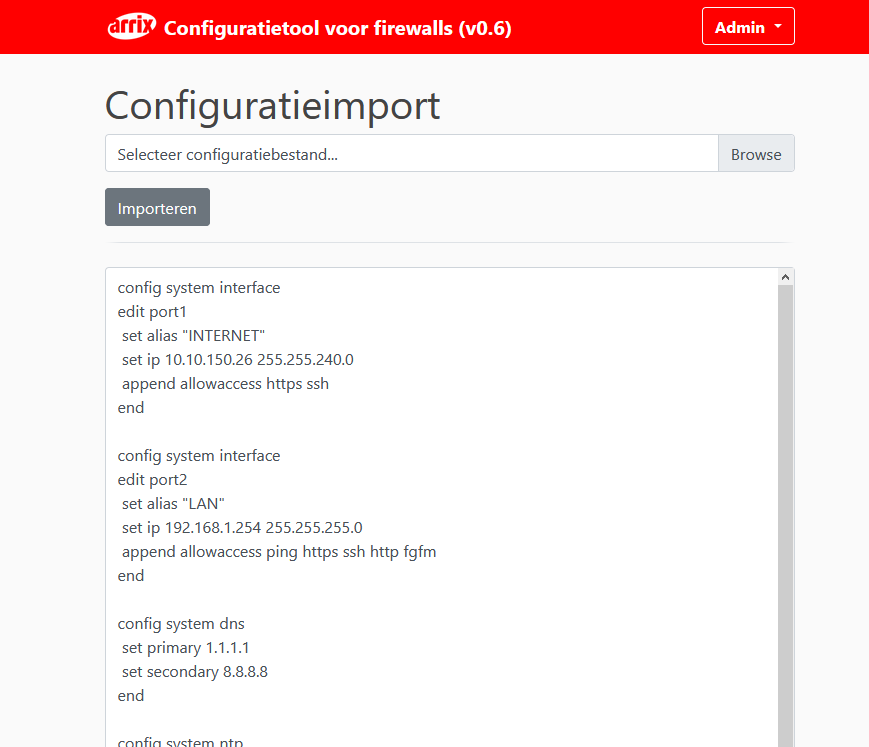 arrix Configuratietool voor firewalls (v0.6) Admin
Configuratieimport
Selecteer configuratiebestand... Browse
Importeren
config system interface
edit port1
 set alias "INTERNET"
 set ip 10.10.150.26 255.255.240.0
 append allowaccess https ssh
end
config system interface
edit port2
 set alias "LAN"
 set ip 192.168.1.254 255.255.255.0
 append allowaccess ping https ssh http fgfm
end
config system dns
 set primary 1.1.1.1
 set secondary 8.8.8.8
end
config system ntp